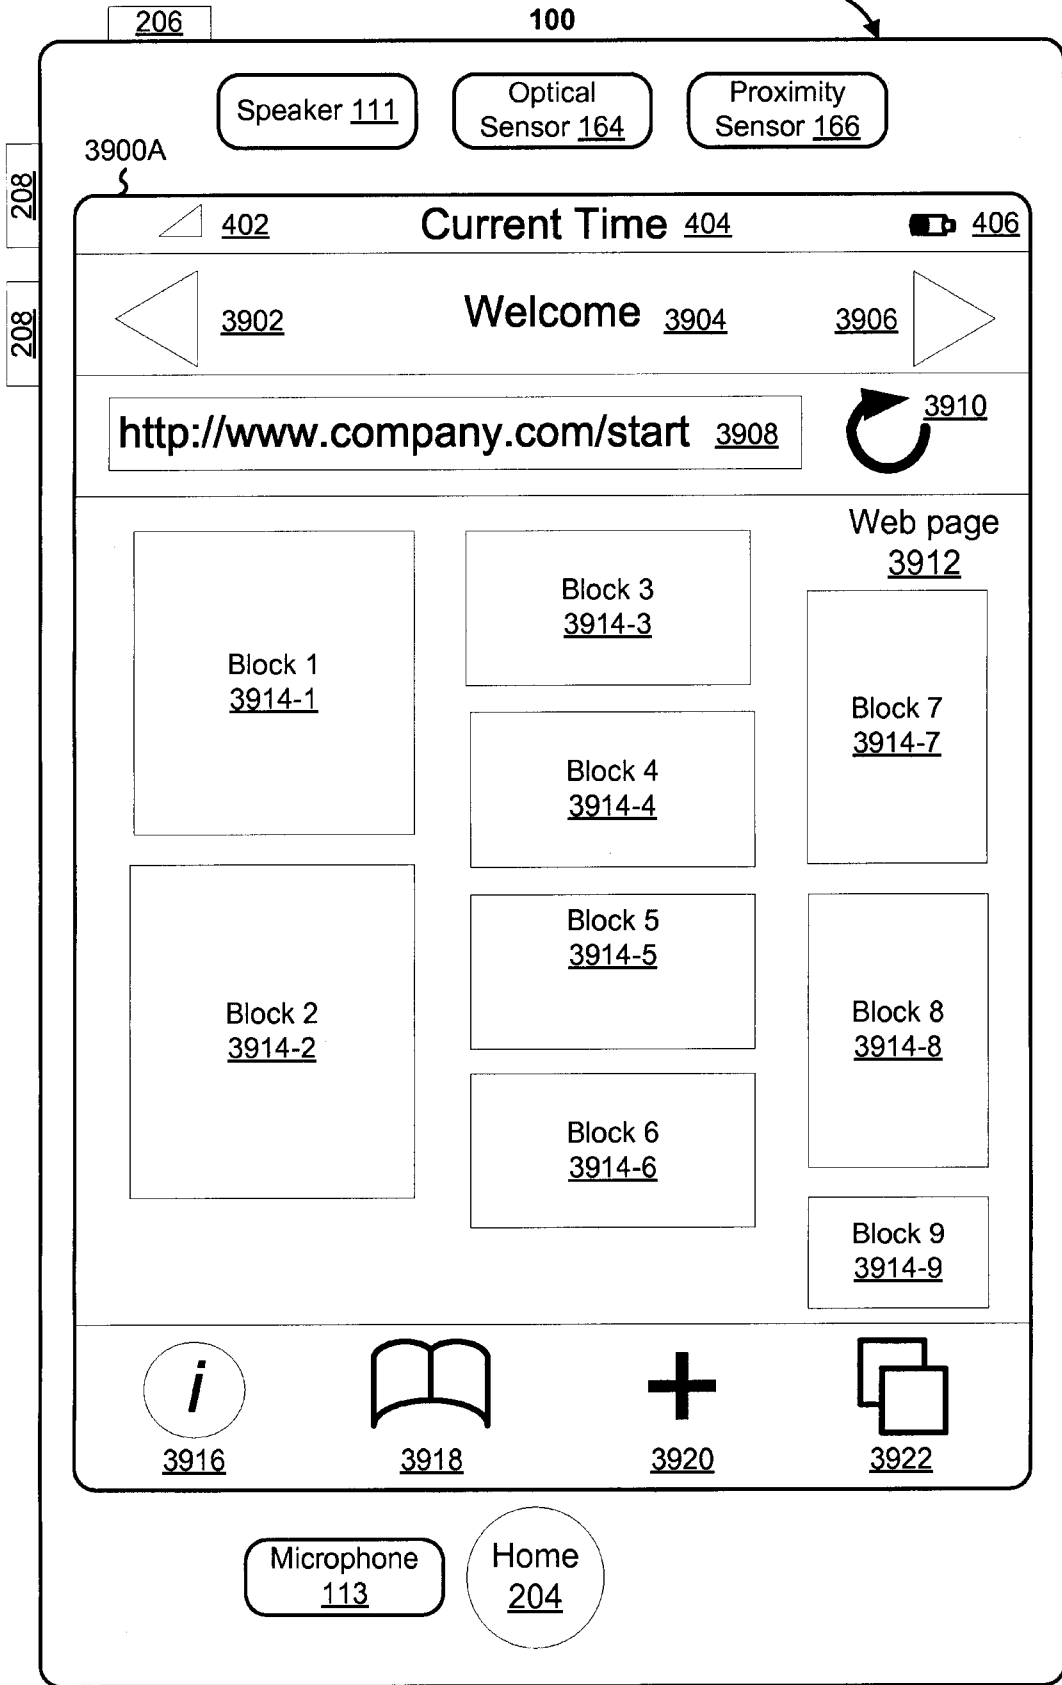 206
100
Speaker 111
Optical
Sensor 164
Proximity
Sensor 166
3900A
208
208
402
Current Time 404
406
3902
Welcome 3904
3906
http://www.company.com/start 3908
3910
Web page
3912
Block 1
3914-1
Block 2
3914-2
Block 3
3914-3
Block 4
3914-4
Block 5
3914-5
Block 6
3914-6
Block 7
3914-7
Block 8
3914-8
Block 9
3914-9
i
3916
3918
3920
3922
Microphone
113
Home
204